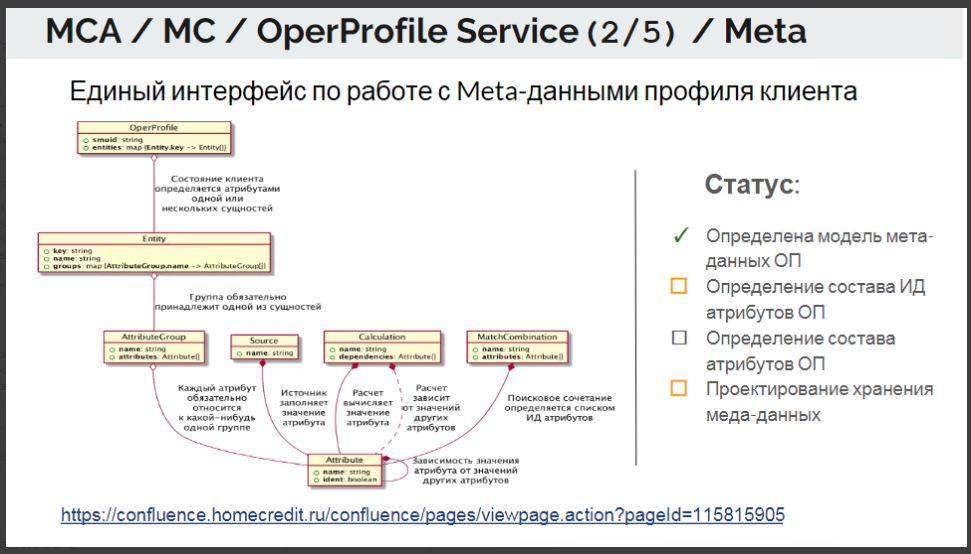 MCA / MC / OperProfile Service (2/5) / Meta
Единый интерфейс по работе с Meta-данными профиля клиента
OperProfile
smuid: string
entities: map {Entity.key -> Entity[]}
Состояние клиента
определяется атрибутами
одной или
нескольких сущностей
Entity
key: string
name: string
groups: map {AttributeGroup.name -> AttributeGroup[]}
Группа обязательно
принадлежит одной из сущностей
AttributeGroup
name: string
attributes: Attribute[]
Source
name: string
Calculation
name: string
dependencies: Attribute[]
MatchCombination
name: string
attributes: Attribute[]
Каждый атрибут
обязательно
относится
к какой-нибудь
одной группе
Источник
заполняет
значение
атрибута
Расчет
вычисляет
значение
атрибута
Расчет
зависит
от значений
других
атрибутов
Поисковое сочетание
определяется списком
ИД атрибутов
Attribute
name: string
ident: boolean
Зависимость значения
атрибута от значений
других атрибутов
Статус:
Определена модель мета-
данных ОП
Определение состава ИД
атрибутов ОП
Определение состава
атрибутов ОП
Проектирование хранения
меда-данных
https://confluence.homecredit.ru/confluence/pages/viewpage.action?pageId=115815905